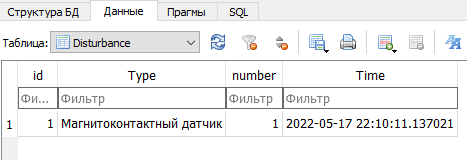 Структура БД Данные Прагмы SQL
Таблица: Disturbance
id Type number Time
Фи... Фильтр Фильтр Фильтр
1 1 Магнитоконтактный датчик 1 2022-05-17 22:10:11.137021